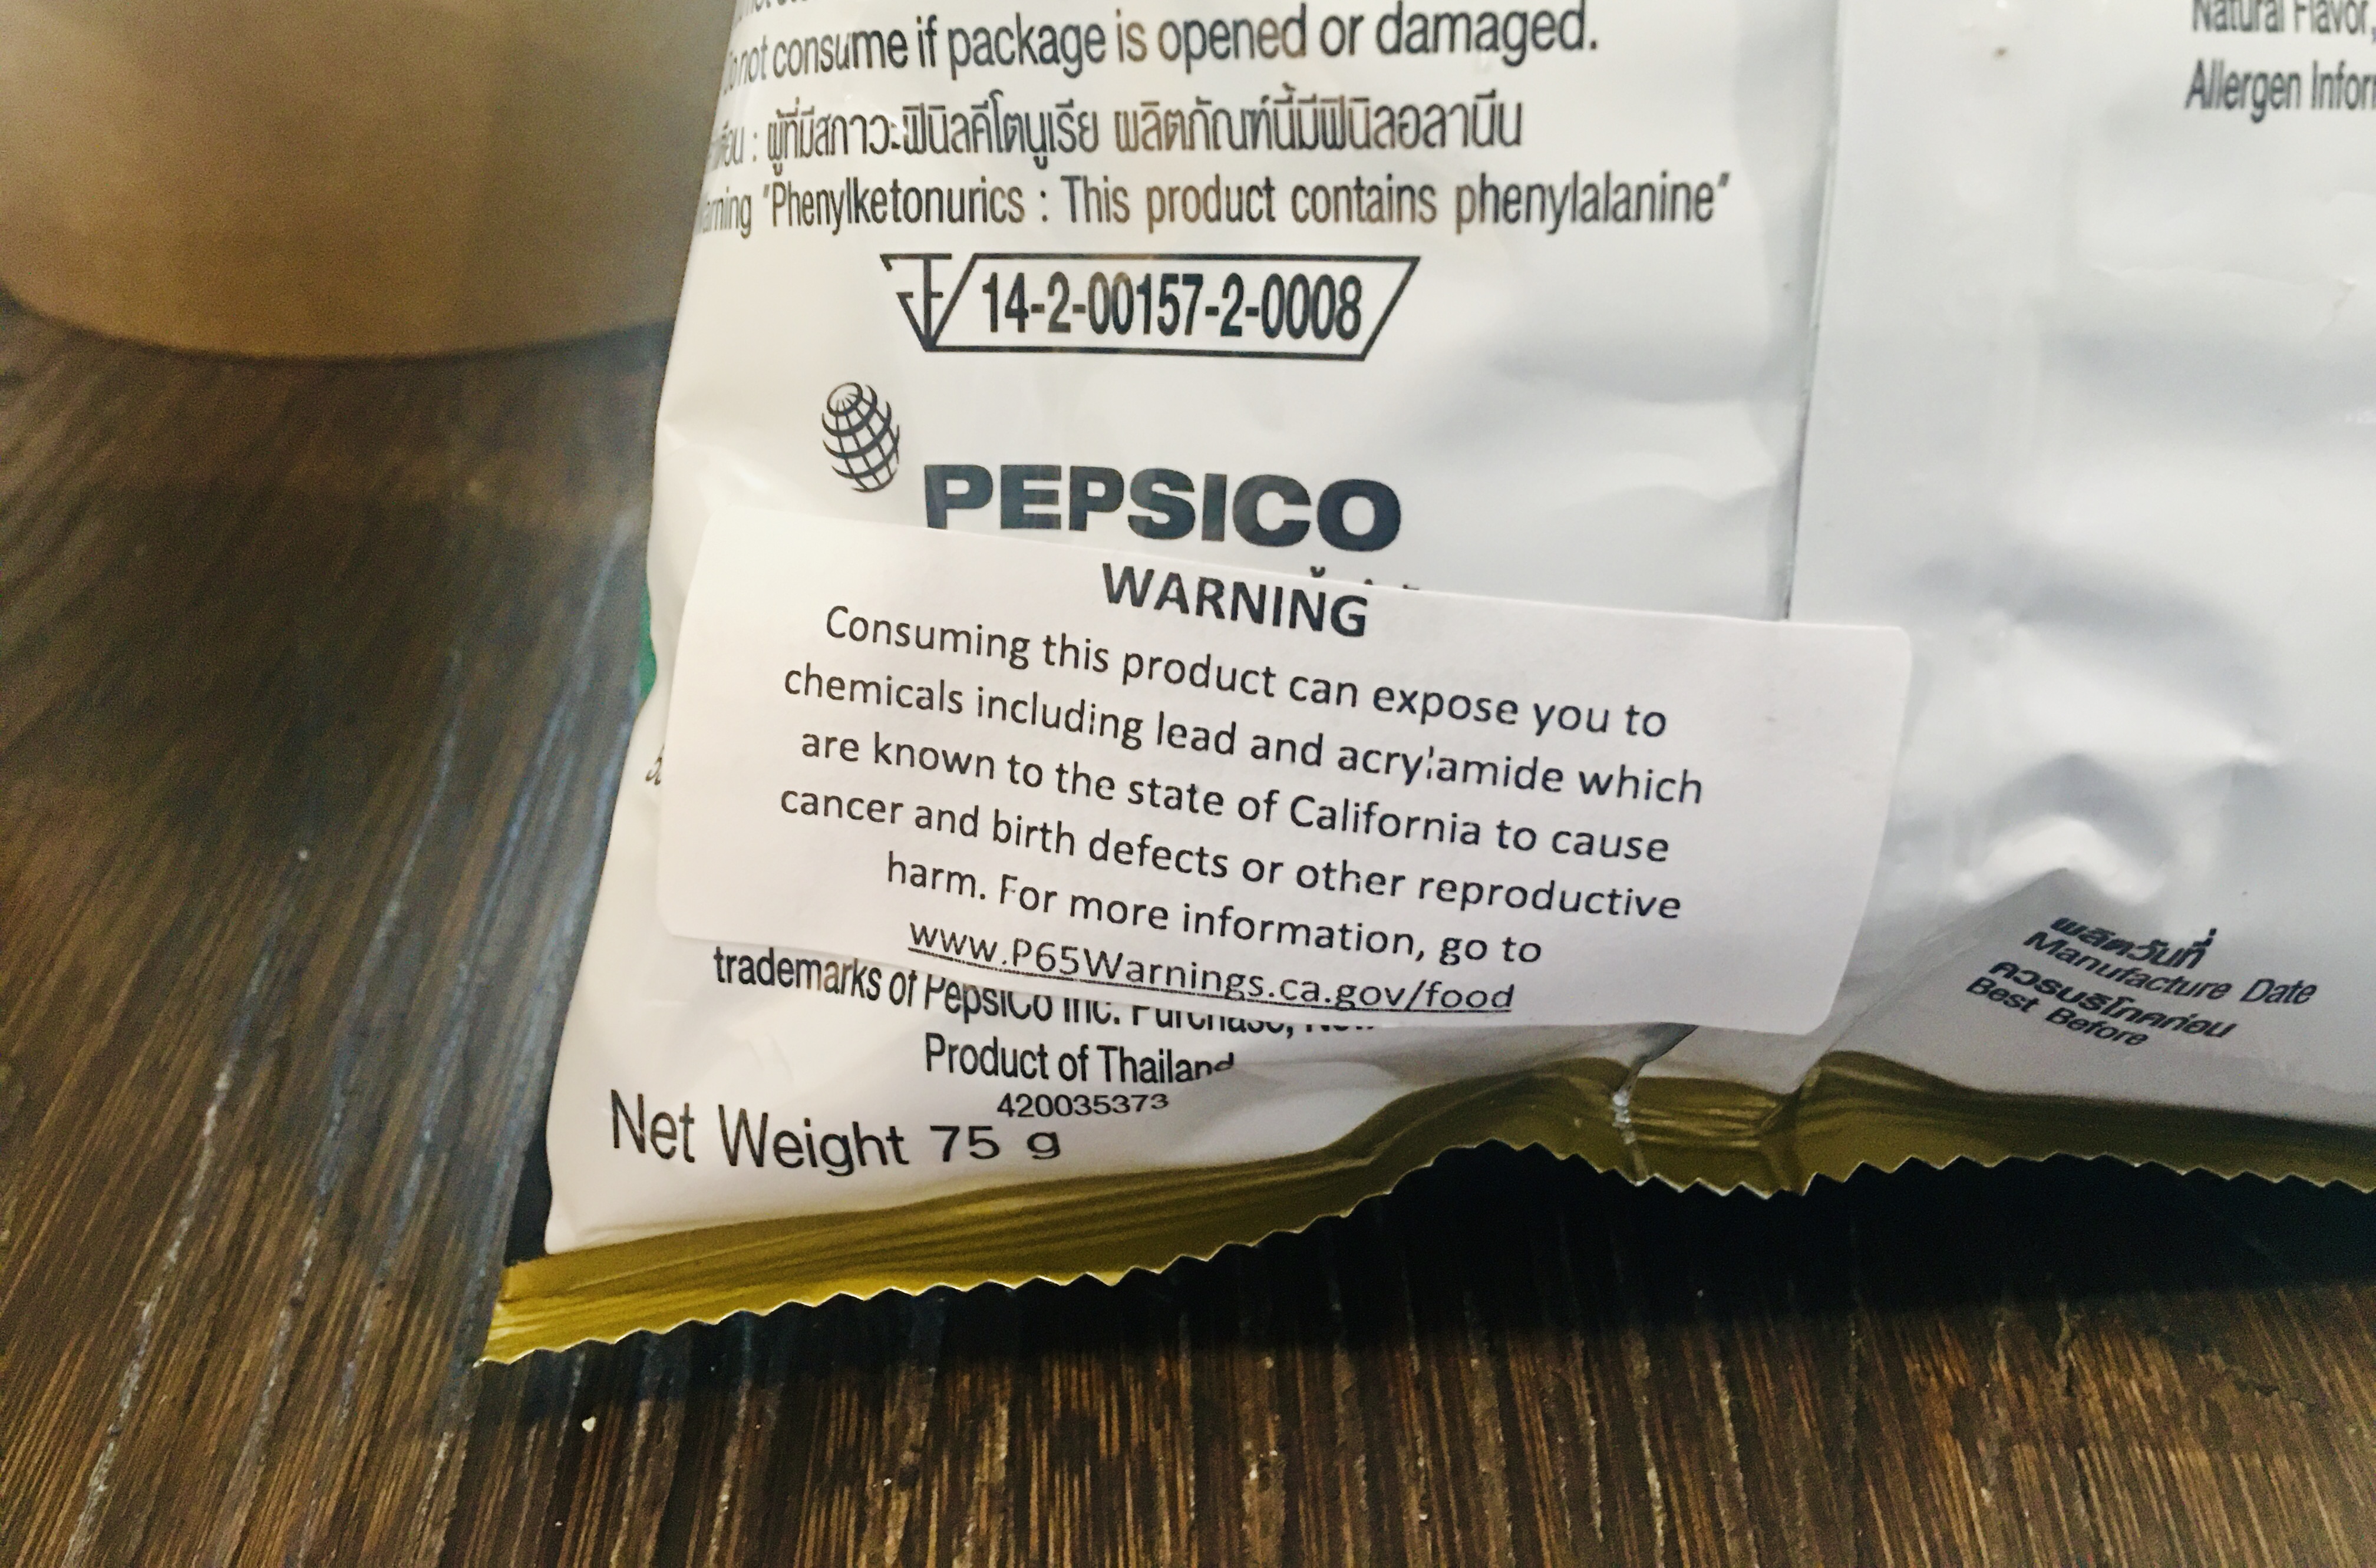 not consume if package is opened or damaged.
: ผู้ที่มีสภาวะฟินิลคีโตนูเรีย ผลิตภัณฑ์นี้มีฟินิลอลานีน
"Phenylketonurics : This product contains phenylalanine"
14-2-00157-2-0008
PEPSICO
WARNING
Consuming this product can expose you to
chemicals including lead and acrylamide which
are known to the state of California to cause
cancer and birth defects or other reproductive
harm. For more information, go to
www.P65Warnings.ca.gov/food
trademarks of PepsiCo Inc. Purchase,
Product of Thailand
420035373
Net Weight 75 g
Natural Flavor,
Allergen
ผลิตวันที่
Manufacture Date
ควรบริโภคก่อน
Best Before